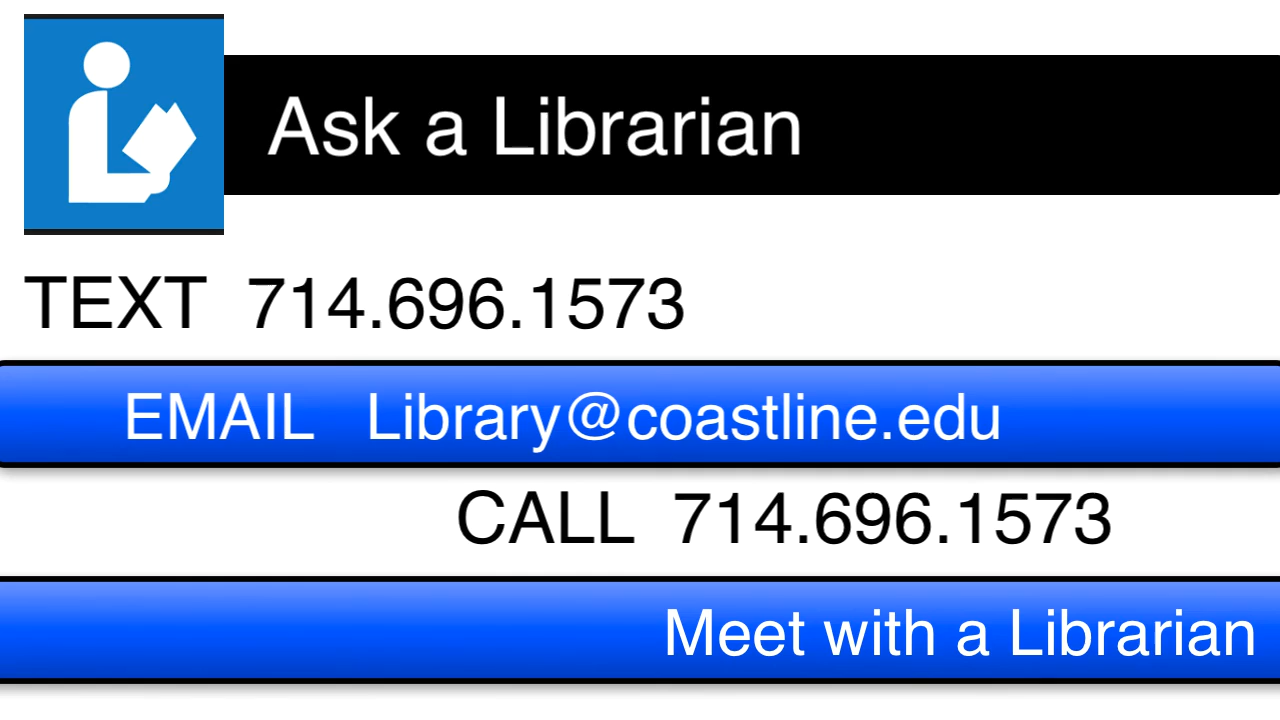 Ask a Librarian
TEXT 714.696.1573
EMAIL Library@coastline.edu
CALL 714.696.1573
Meet with a Librarian